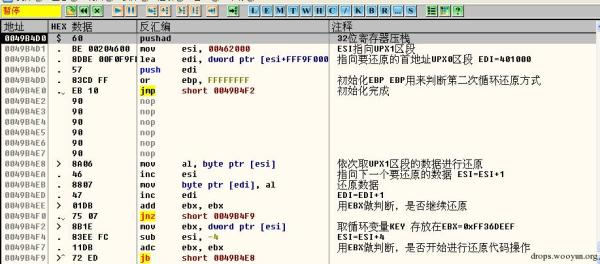 暂停
L E M T W H C / K B R ... S
地址 HEX 数据 反汇编 注释
0049B4D0 $ 60 pushad 32位寄存器压栈
0049B4D1 . BE 00204600 mov esi, 00462000 ESI指向UPX1区段
0049B4D6 . 8DBE 00F0F9FF lea edi, dword ptr [esi+FFF9F000 指向要还原的首地址UPX0区段 EDI=401000
0049B4DC . 57 push edi
0049B4DD . 83CD FF or ebp, FFFFFFFF 初始化EBP EBP用来判断第二次循环还原方式
0049B4E0 . EB 10 jmp short 0049B4F2 初始化完成
0049B4E2 90 nop
0049B4E3 90 nop
0049B4E4 90 nop
0049B4E5 90 nop
0049B4E6 90 nop
0049B4E7 90 nop
0049B4E8 > 8A06 mov al, byte ptr [esi] 依次取UPX1区段的数据进行还原
0049B4EA . 46 inc esi 指向下一个要还原的数据 ESI=ESI+1
0049B4EB . 8807 mov byte ptr [edi], al 还原数据
0049B4ED . 47 inc edi EDI=EDI+1
0049B4EE > 01DB add ebx, ebx 用EBX做判断，是否继续还原
0049B4F0 . 75 07 jnz short 0049B4F9
0049B4F2 > 8B1E mov ebx, dword ptr [esi] 取循环变量KEY 存放在EBX=0xFF36DEEF
0049B4F4 . 83EE FC sub esi, -4 ESI=ESI+4
0049B4F7 . 11DB adc ebx, ebx 用EBX做判断，是否开始进行还原代码操作
> 72 ED jb short 0049B4E8
drops.wooyun.org